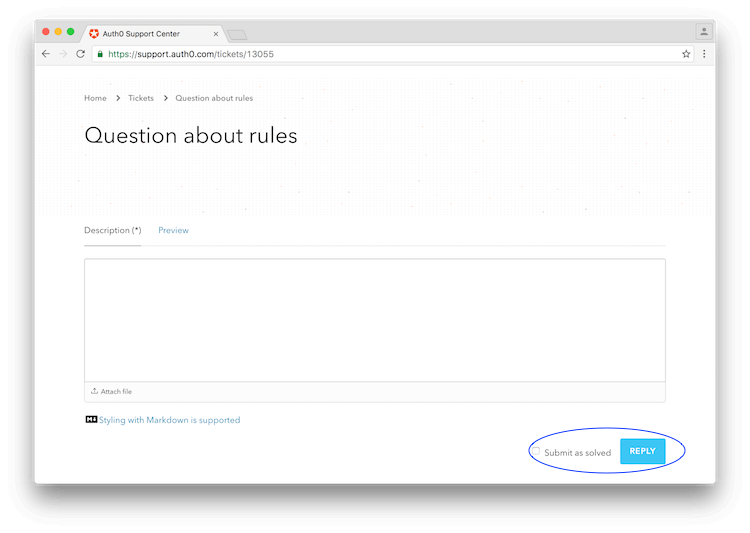 Auth0 Support Center
https://support.auth0.com/tickets/13055
Home > Tickets > Question about rules
Question about rules
Description (*) Preview
Attach file
M↓ Styling with Markdown is supported
Submit as solved REPLY